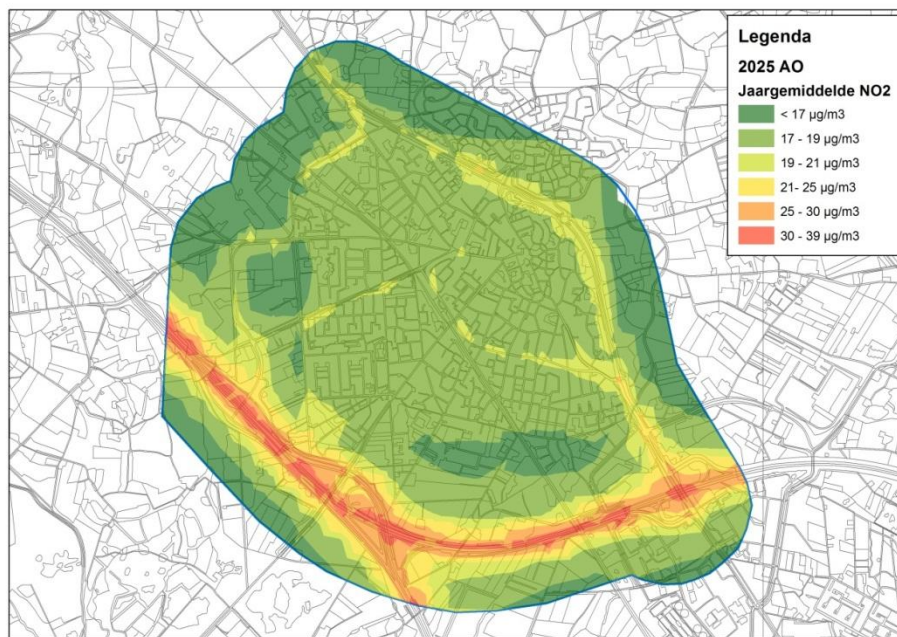 Legenda
2025 AO
Jaargemiddelde NO2
< 17 µg/m3
17 - 19 µg/m3
19 - 21 µg/m3
21- 25 µg/m3
25 - 30 µg/m3
30 - 39 µg/m3